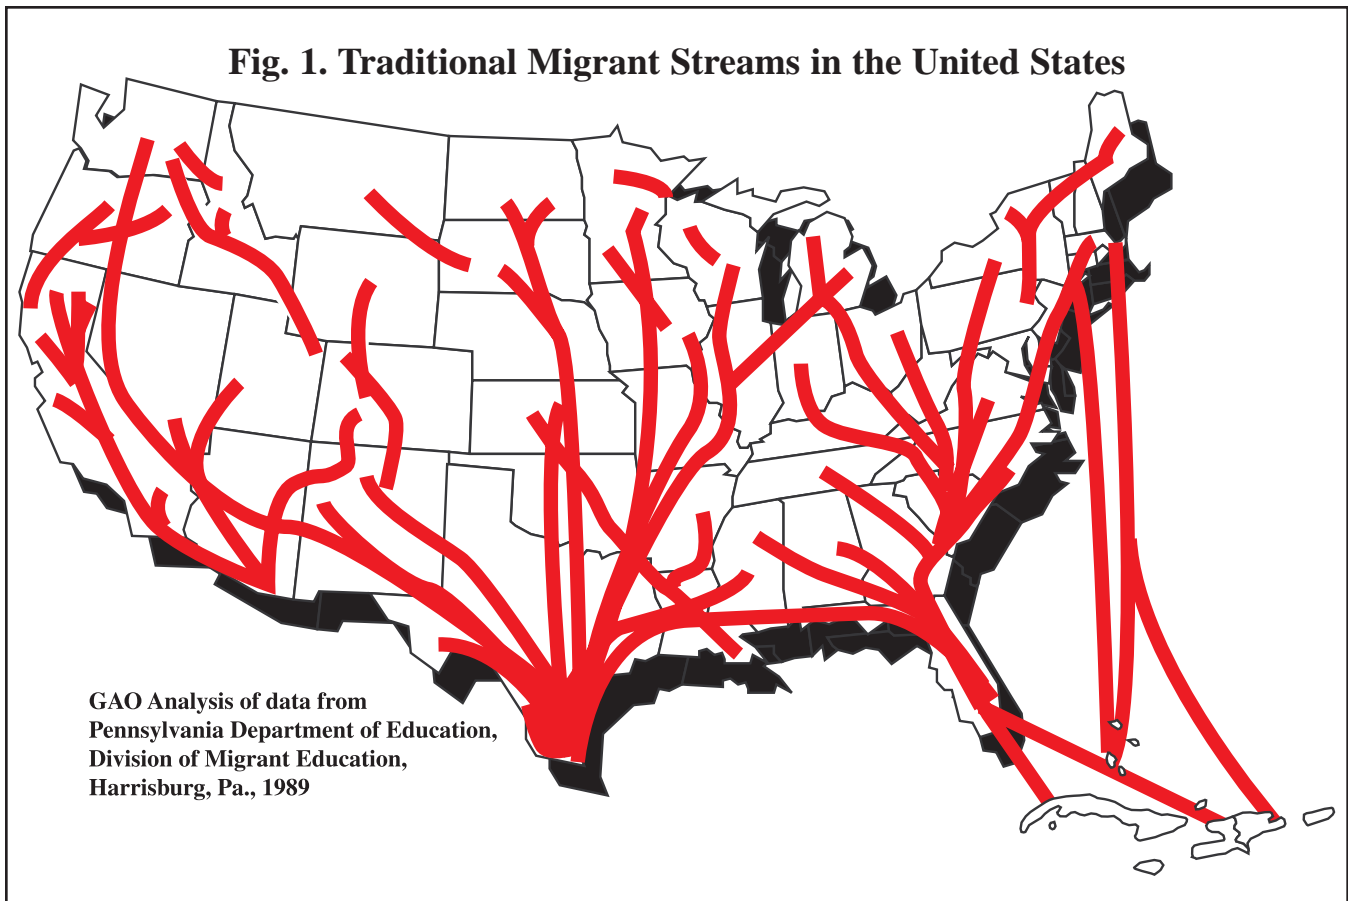 Fig. 1. Traditional Migrant Streams in the United States
GAO Analysis of data from
Pennsylvania Department of Education,
Division of Migrant Education,
Harrisburg, Pa., 1989